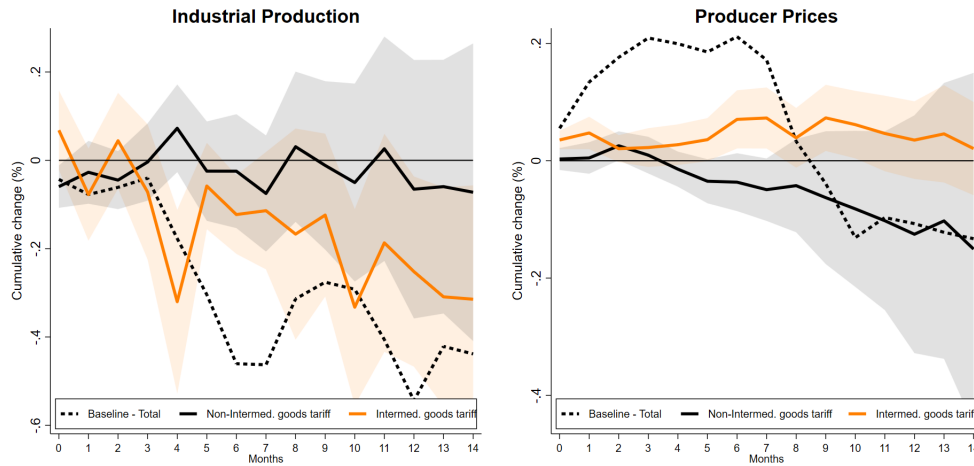 Industrial Production
Cumulative change (%)
.2
0
-.2
-.4
-.6
Baseline - Total
Non-Intermed. goods tariff
Intermed. goods tariff
0 1 2 3 4 5 6 7 8 9 10 11 12 13 14
Months
Producer Prices
Cumulative change (%)
.2
0
-.2
-.4
Baseline - Total
Non-Intermed. goods tariff
Intermed. goods tariff
0 1 2 3 4 5 6 7 8 9 10 11 12 13 14
Months